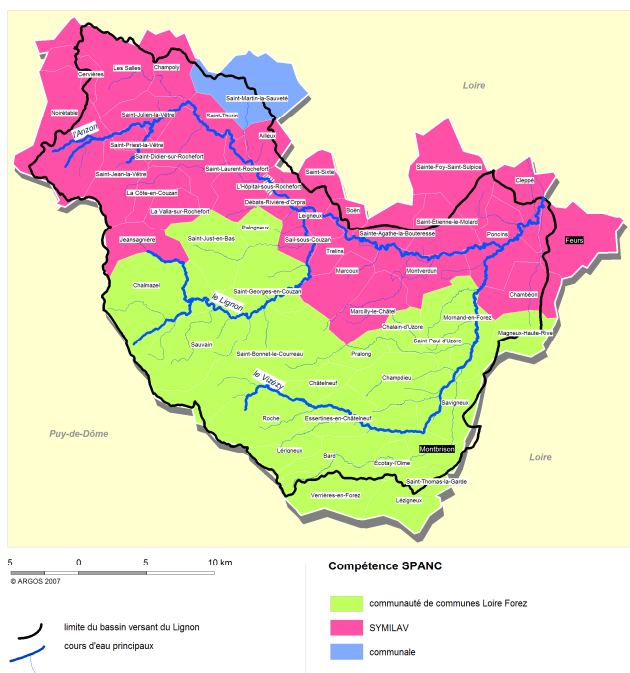 Loire
Les Salles
Champoly
Cervières
Saint-Martin-la-Sauveté
Noirétable
Saint-Julien-la-Vêtre
Saint-Thurin
l'Anzon
Ailleux
Saint-Priest-la-Vêtre
Saint-Didier-sur-Rochefort
Saint-Sixte
Sainte-Foy-Saint-Sulpice
Saint-Laurent-Rochefort
Saint-Jean-la-Vêtre
Cleppé
L'Hôpital-sous-Rochefort
La Côte-en-Couzan
Débats-Rivière-d'Orpra
La Valla-sur-Rochefort
Leigneux
Boën
Saint-Étienne-le-Molard
Palogneux
Sainte-Agathe-la-Bouteresse
Poncins
Jeansagnière
Saint-Just-en-Bas
Sail-sous-Couzan
Feurs
Trelins
Marcoux
Montverdun
Chalmazel
Saint-Georges-en-Couzan
Chambéon
le Lignon
Marcilly-le-Châtel
Mornand-en-Forez
Chalain-d'Uzore
Magneux-Haute-Rive
Saint-Paul-d'Uzore
Sauvain
Saint-Bonnet-le-Courreau
Pralong
le Vizézy
Châtelneuf
Champdieu
Savigneux
Roche
Essertines-en-Châtelneuf
Puy-de-Dôme
Lérigneux
Bard
Montbrison
Loire
Écotay-l'Olme
Saint-Thomas-la-Garde
Verrières-en-Forez
Lézigneux
5 0 5 10 km
© ARGOS 2007
limite du bassin versant du Lignon
cours d'eau principaux
Compétence SPANC
communauté de communes Loire Forez
SYMILAV
communale